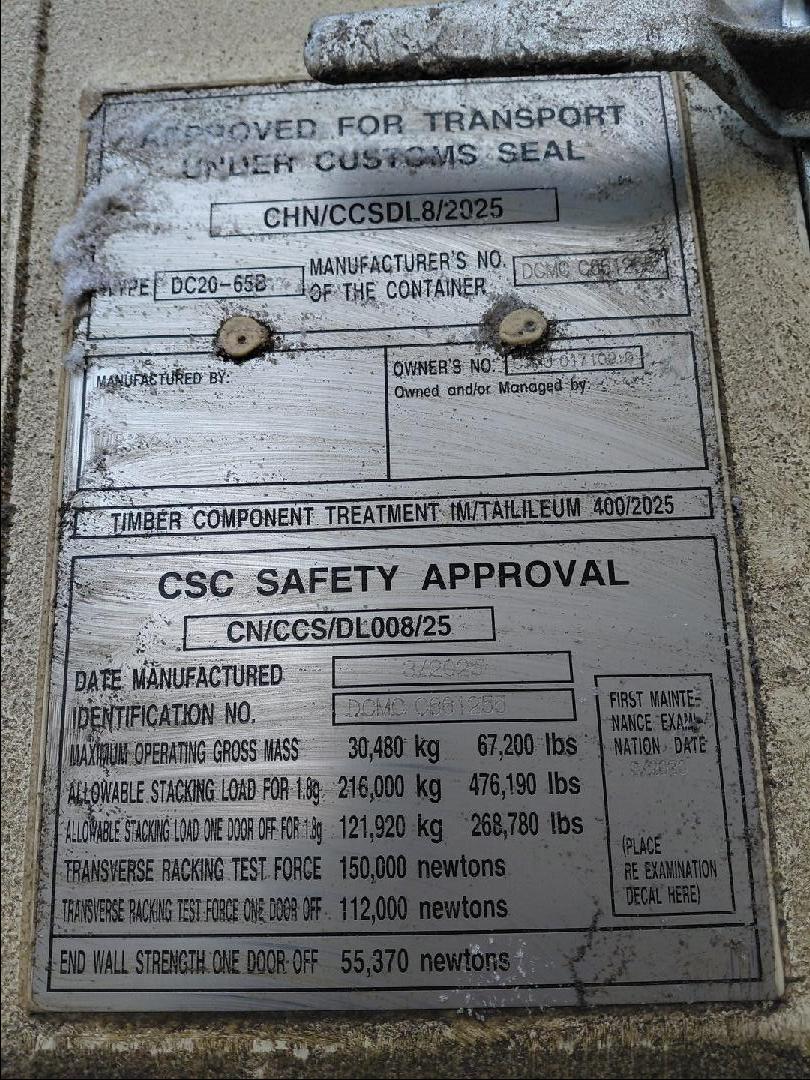 APPROVED FOR TRANSPORT
UNDER CUSTOMS SEAL
CHN/CCSDL8/2025
TYPE DC20-65B MANUFACTURER'S NO.
OF THE CONTAINER
DCMC
MANUFACTURED BY:
OWNER'S NO.
Owned and/or Managed by:
TIMBER COMPONENT TREATMENT IM/TAILILEUM 400/2025
CSC SAFETY APPROVAL
CN/CCS/DL008/25
DATE MANUFACTURED 3/2025
IDENTIFICATION NO. DCMC
MAXIMUM OPERATING GROSS MASS 30,480 kg 67,200 lbs
ALLOWABLE STACKING LOAD FOR 1.8g 216,000 kg 476,190 lbs
ALLOWABLE STACKING LOAD ONE DOOR OFF FOR 1.8g 121,920 kg 268,780 lbs
TRANSVERSE RACKING TEST FORCE 150,000 newtons
TRANSVERSE RACKING TEST FORCE ONE DOOR OFF 112,000 newtons
END WALL STRENGTH ONE DOOR OFF 55,370 newtons
FIRST MAINTE-
NANCE EXAMI-
NATION DATE
(PLACE
RE EXAMINATION
DECAL HERE)